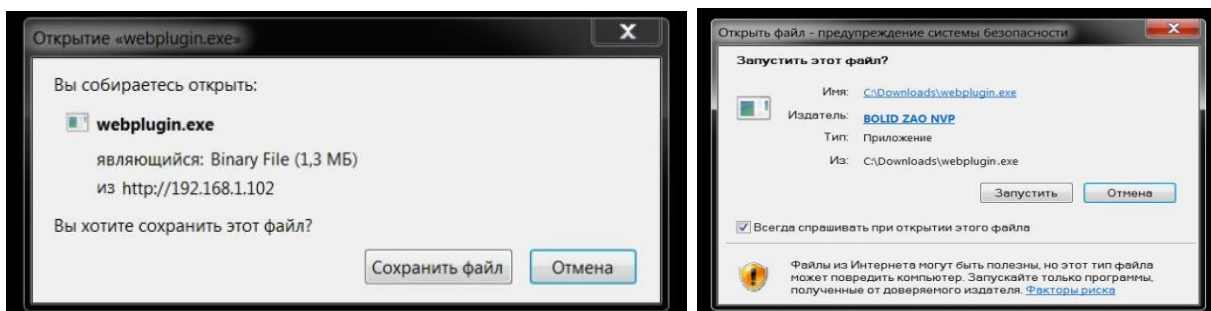 Открытие «webplugin.exe»
Вы собираетесь открыть:
webplugin.exe
являющийся: Binary File (1,3 МБ)
из http://192.168.1.102
Вы хотите сохранить этот файл?
Сохранить файл
Отмена
Открыть файл - предупреждение системы безопасности
Запустить этот файл?
Имя: C:\Downloads\webplugin.exe
Издатель: BOLID ZAO NVP
Тип: Приложение
Из: C:\Downloads\webplugin.exe
Запустить
Отмена
Всегда спрашивать при открытии этого файла
Файлы из Интернета могут быть полезны, но этот тип файла
может повредить компьютер. Запускайте только программы,
полученные от доверяемого издателя. Факторы риска